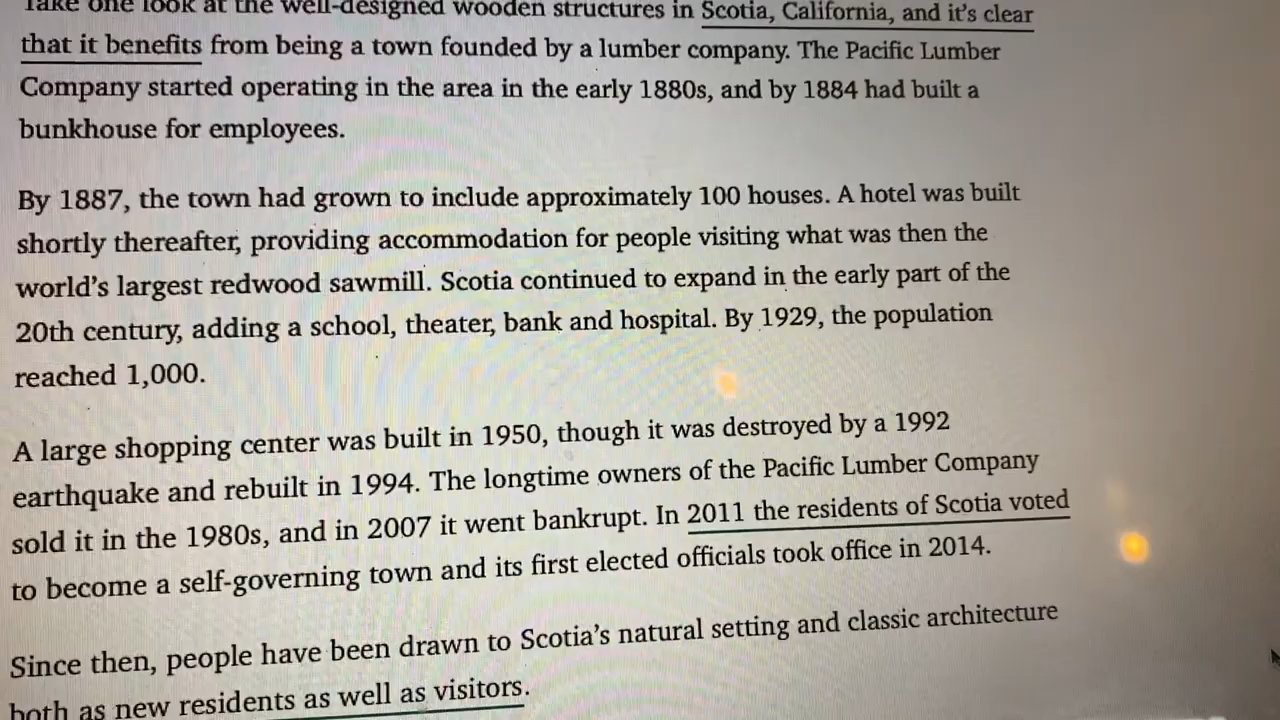 Take one look at the well-designed wooden structures in Scotia, California, and it's clear
that it benefits from being a town founded by a lumber company. The Pacific Lumber
Company started operating in the area in the early 1880s, and by 1884 had built a
bunkhouse for employees.
By 1887, the town had grown to include approximately 100 houses. A hotel was built
shortly thereafter, providing accommodation for people visiting what was then the
world's largest redwood sawmill. Scotia continued to expand in the early part of the
20th century, adding a school, theater, bank and hospital. By 1929, the population
reached 1,000.
A large shopping center was built in 1950, though it was destroyed by a 1992
earthquake and rebuilt in 1994. The longtime owners of the Pacific Lumber Company
sold it in the 1980s, and in 2007 it went bankrupt. In 2011 the residents of Scotia voted
to become a self-governing town and its first elected officials took office in 2014.
Since then, people have been drawn to Scotia's natural setting and classic architecture
both as new residents as well as visitors.